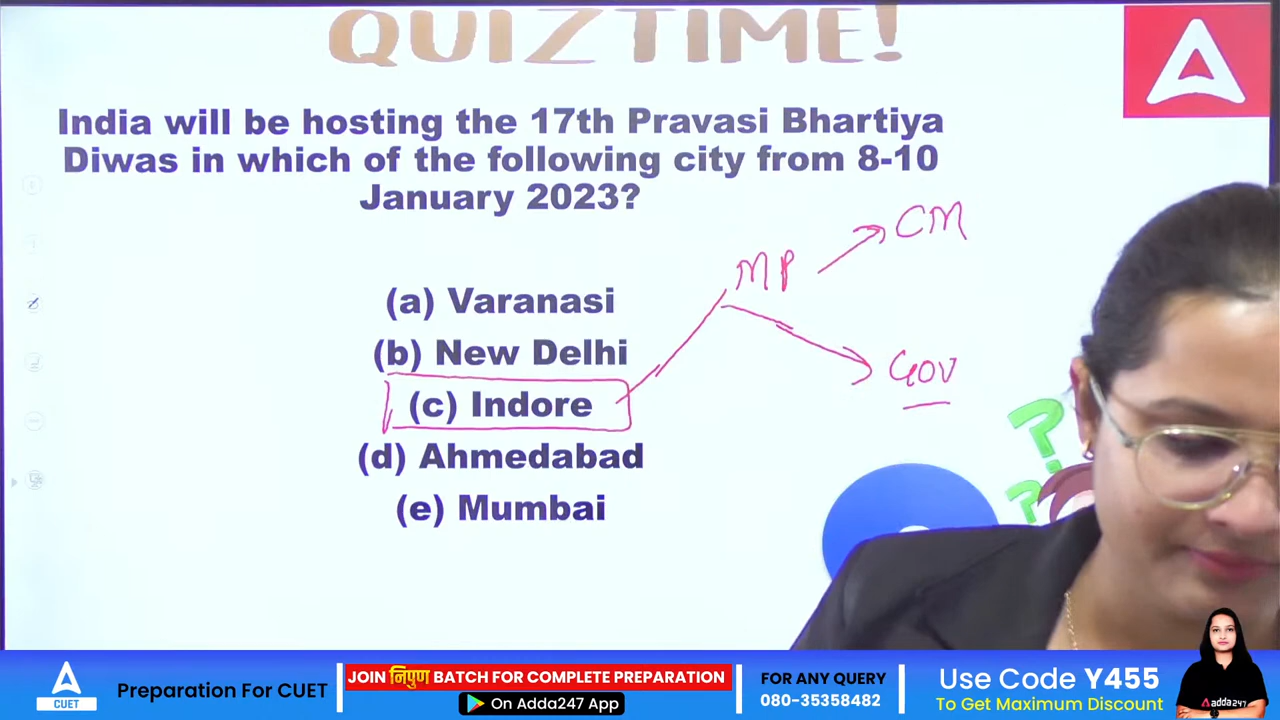 QUIZTIME!
India will be hosting the 17th Pravasi Bhartiya
Diwas in which of the following city from 8-10
January 2023?
CM
MP
(a) Varanasi
(b) New Delhi
GOV
(c) Indore
(d) Ahmedabad
(e) Mumbai
CUET
Preparation For CUET
JOIN निपुण BATCH FOR COMPLETE PREPARATION
On Adda247 App
FOR ANY QUERY
080-35358482
Use Code Y455
To Get Maximum Discount
adda247